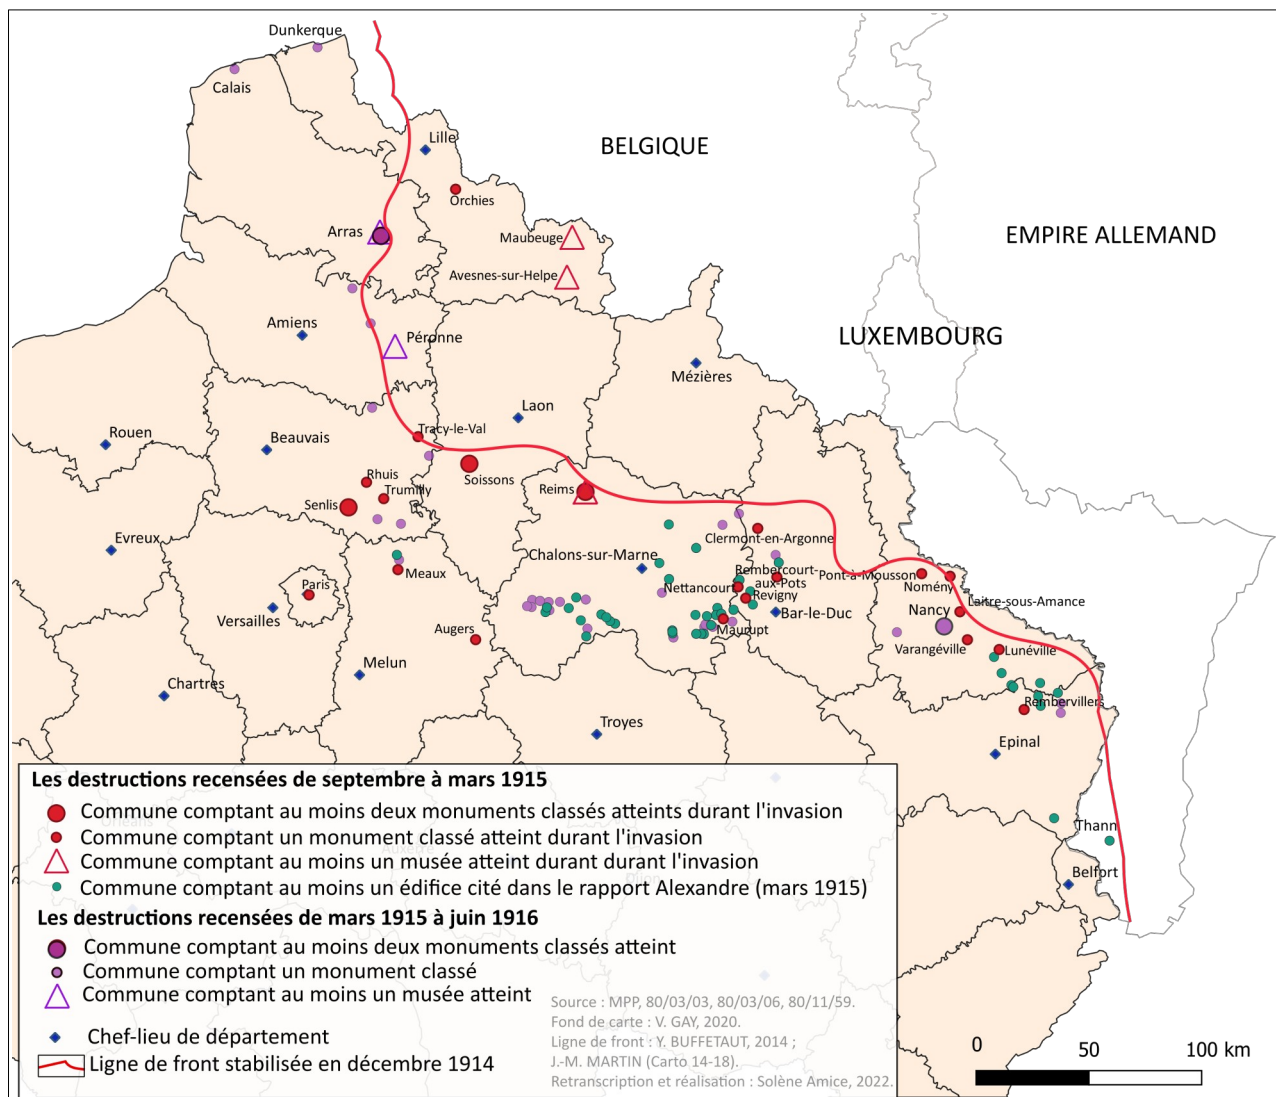 Dunkerque
Calais
Lille
BELGIQUE
Orchies
Arras
Maubeuge
EMPIRE ALLEMAND
Avesnes-sur-Helpe
Amiens
Péronne
LUXEMBOURG
Mézières
Laon
Rouen
Beauvais
Tracy-le-Val
Rhuis
Soissons
Trumilly
Reims
Senlis
Evreux
Clermont-en-Argonne
Chalons-sur-Marne
Meaux
Rembercourt-
aux-Pots
Pont-à-Mousson
Nettancourt
Nomény
Paris
Revigny
Laitre-sous-Amance
Versailles
Nancy
Bar-le-Duc
Augers
Maurupt
Varangéville
Lunéville
Melun
Chartres
Rembervillers
Troyes
Epinal
Thann
Belfort
Les destructions recensées de septembre à mars 1915
Commune comptant au moins deux monuments classés atteints durant l'invasion
Commune comptant un monument classé atteint durant l'invasion
Commune comptant au moins un musée atteint durant durant l'invasion
Commune comptant au moins un édifice cité dans le rapport Alexandre (mars 1915)
Les destructions recensées de mars 1915 à juin 1916
Commune comptant au moins deux monuments classés atteint
Commune comptant un monument classé
Commune comptant au moins un musée atteint
Chef-lieu de département
Ligne de front stabilisée en décembre 1914
Source : MPP, 80/03/03, 80/03/06, 80/11/59.
Fond de carte : V. GAY, 2020.
Ligne de front : Y. BUFFETAUT, 2014 ;
J.-M. MARTIN (Carto 14-18).
Retranscription et réalisation : Solène Amice, 2022.
0 50 100 km